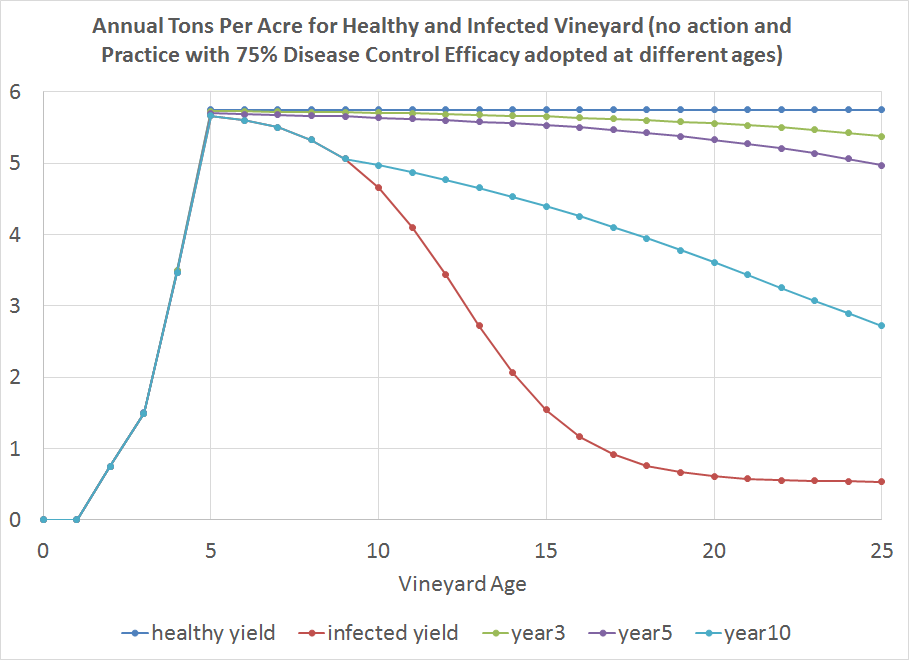 Annual Tons Per Acre for Healthy and Infected Vineyard (no action and
Practice with 75% Disease Control Efficacy adopted at different ages)
6
5
4
3
2
1
0
0 5 10 15 20 25
Vineyard Age
healthy yield infected yield year3 year5 year10